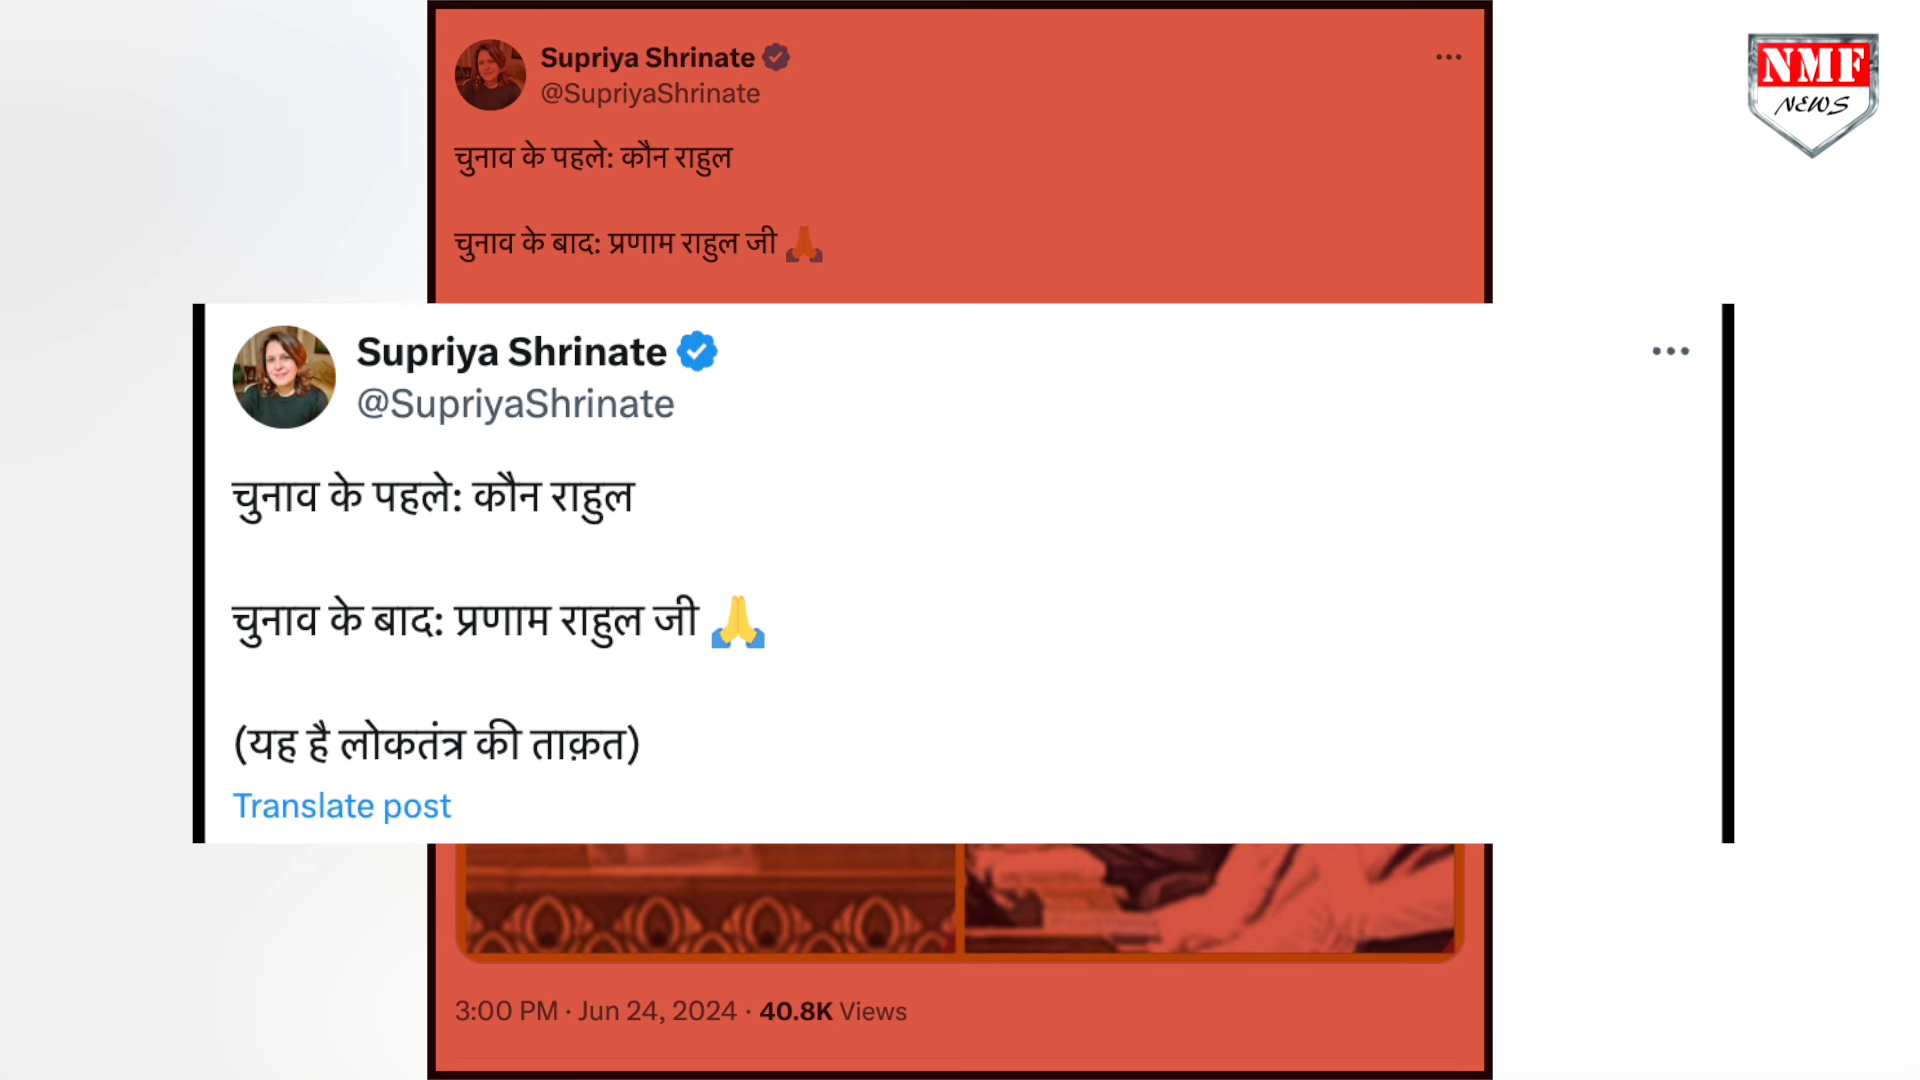 Supriya Shrinate
@SupriyaShrinate
चुनाव के पहले: कौन राहुल
चुनाव के बाद: प्रणाम राहुल जी 🙏
NMF
NEWS
Supriya Shrinate
@SupriyaShrinate
चुनाव के पहले: कौन राहुल
चुनाव के बाद: प्रणाम राहुल जी 🙏
(यह है लोकतंत्र की ताक़त)
Translate post
3:00 PM · Jun 24, 2024 · 40.8K Views